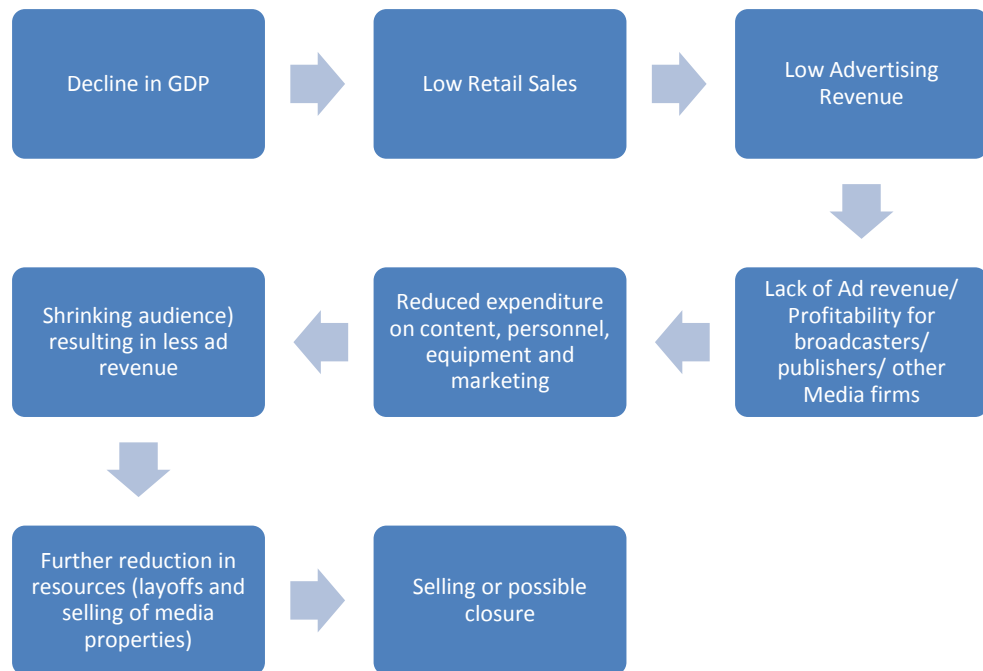 Decline in GDP
Low Retail Sales
Low Advertising
Revenue
Lack of Ad revenue/
Profitability for
broadcasters/
publishers/ other
Media firms
Reduced expenditure
on content, personnel,
equipment and
marketing
Shrinking audience)
resulting in less ad
revenue
Further reduction in
resources (layoffs and
selling of media
properties)
Selling or possible
closure